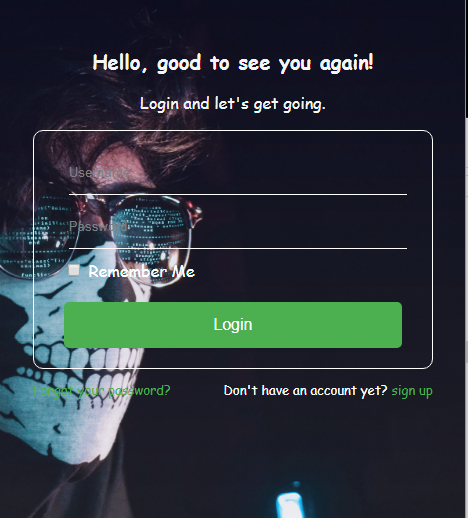 Hello, good to see you again!
Login and let's get going.
Username
Password
Remember Me
Login
Forgot your password? Don't have an account yet? sign up